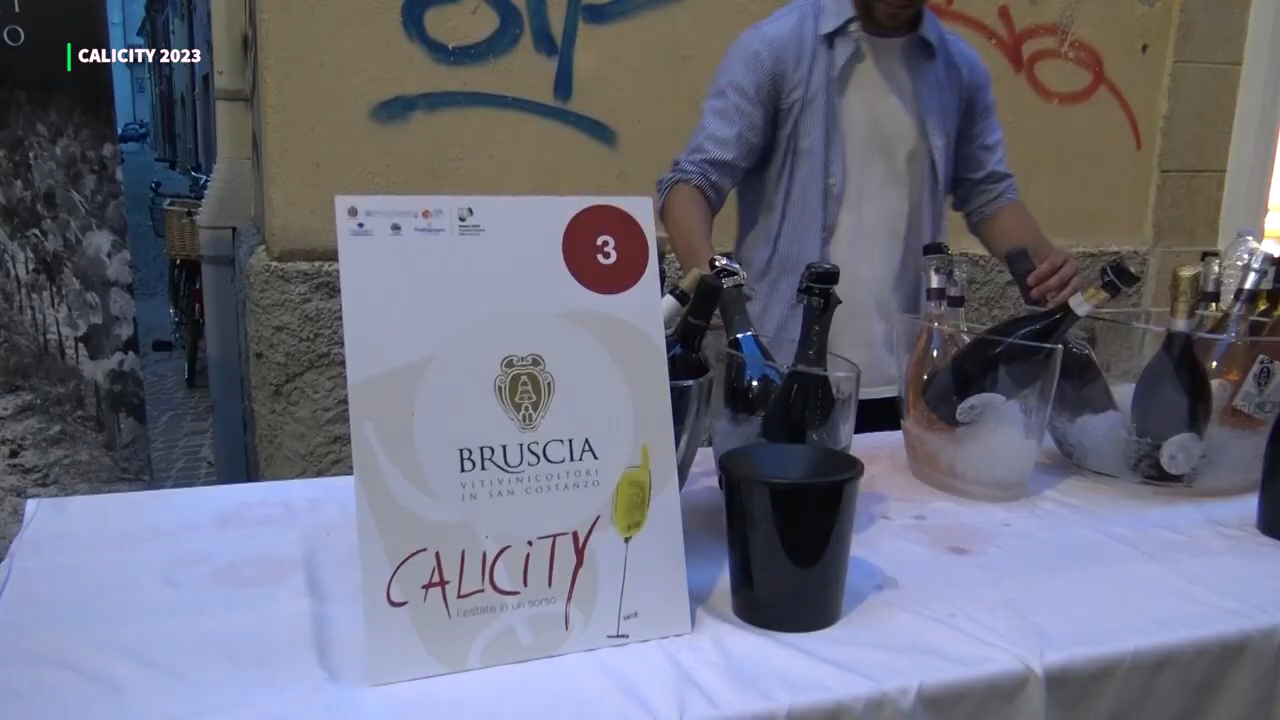 CALICITY 2023
3
BRUSCIA
VITIVINICOLTORI
IN SAN COSTANZO
CALICITY
l'estate in un sorso